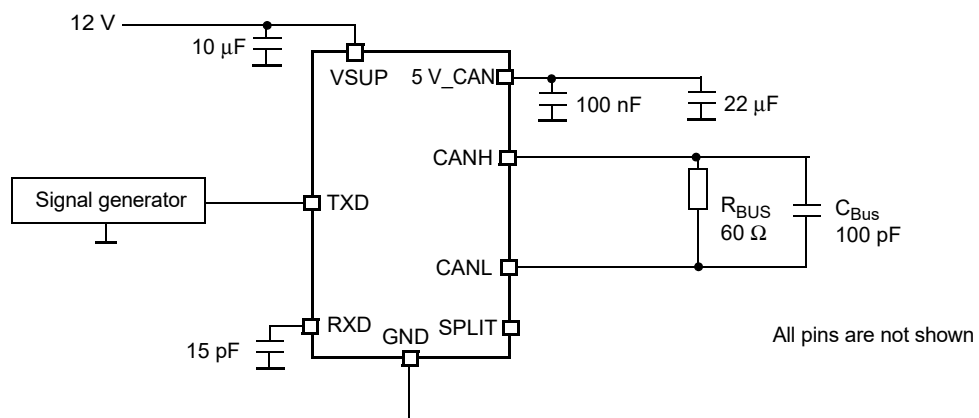 12 V
10 μF
VSUP
5 V_CAN
100 nF
22 μF
CANH
Signal generator
TXD
R_BUS
60 Ω
C_Bus
100 pF
CANL
RXD
GND
SPLIT
15 pF
All pins are not shown